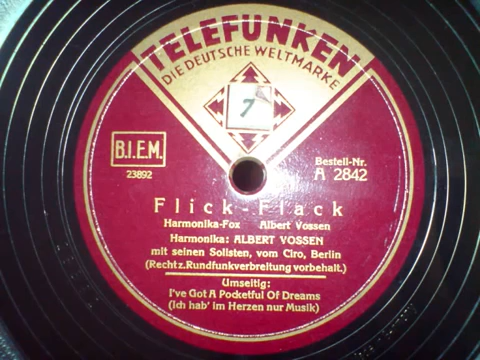 TELEFUNKEN
DIE DEUTSCHE WELTMARKE
7
B.I.E.M.
23892
Bestell-Nr.
A 2842
Flick-Flack
Harmonika-Fox Albert Vossen
Harmonika: ALBERT VOSSEN
mit seinen Solisten, vom Ciro, Berlin
(Recht z. Rundfunkverbreitung vorbehalt.)
Umseitig:
I've Got A Pocketful Of Dreams
(Ich hab' im Herzen nur Musik)